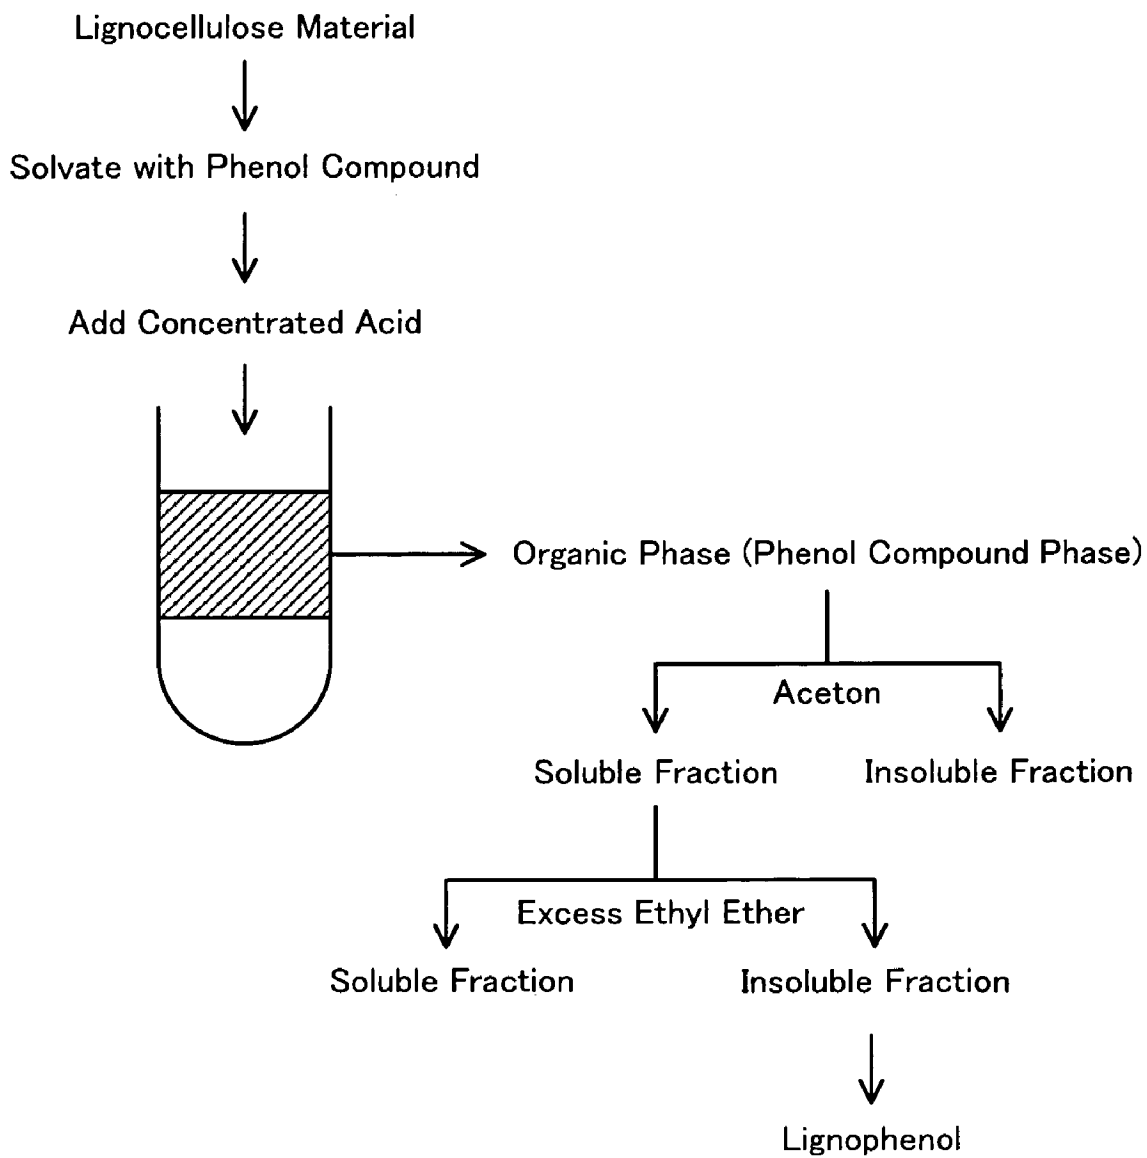 Lignocellulose Material
Solvate with Phenol Compound
Add Concentrated Acid
Organic Phase (Phenol Compound Phase)
Aceton
Soluble Fraction
Insoluble Fraction
Excess Ethyl Ether
Soluble Fraction
Insoluble Fraction
Lignophenol